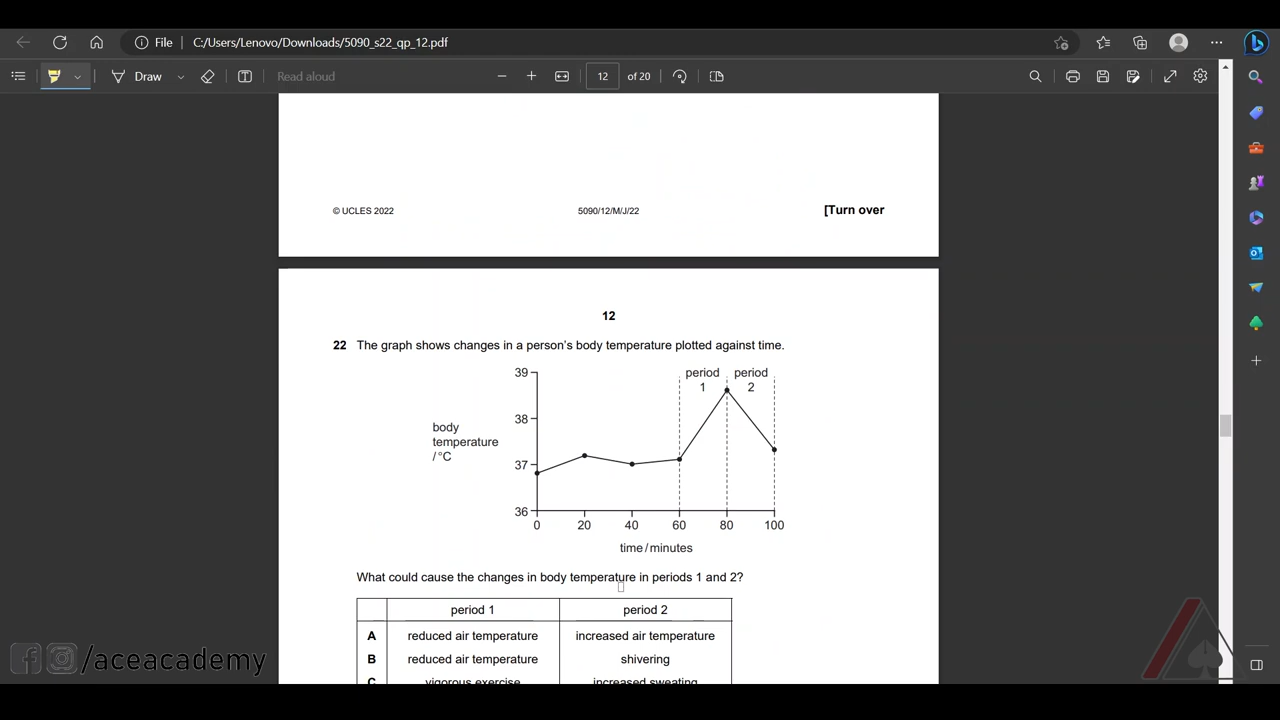 File C:/Users/Lenovo/Downloads/5090_s22_qp_12.pdf
Draw Read aloud 12 of 20
© UCLES 2022 5090/12/M/J/22 [Turn over
12
22 The graph shows changes in a person's body temperature plotted against time.
39
38
37
36
body
temperature
/°C
period
1
period
2
0 20 40 60 80 100
time / minutes
What could cause the changes in body temperature in periods 1 and 2?
period 1 period 2
A reduced air temperature increased air temperature
B reduced air temperature shivering
C vigorous exercise increased sweating
/aceacademy